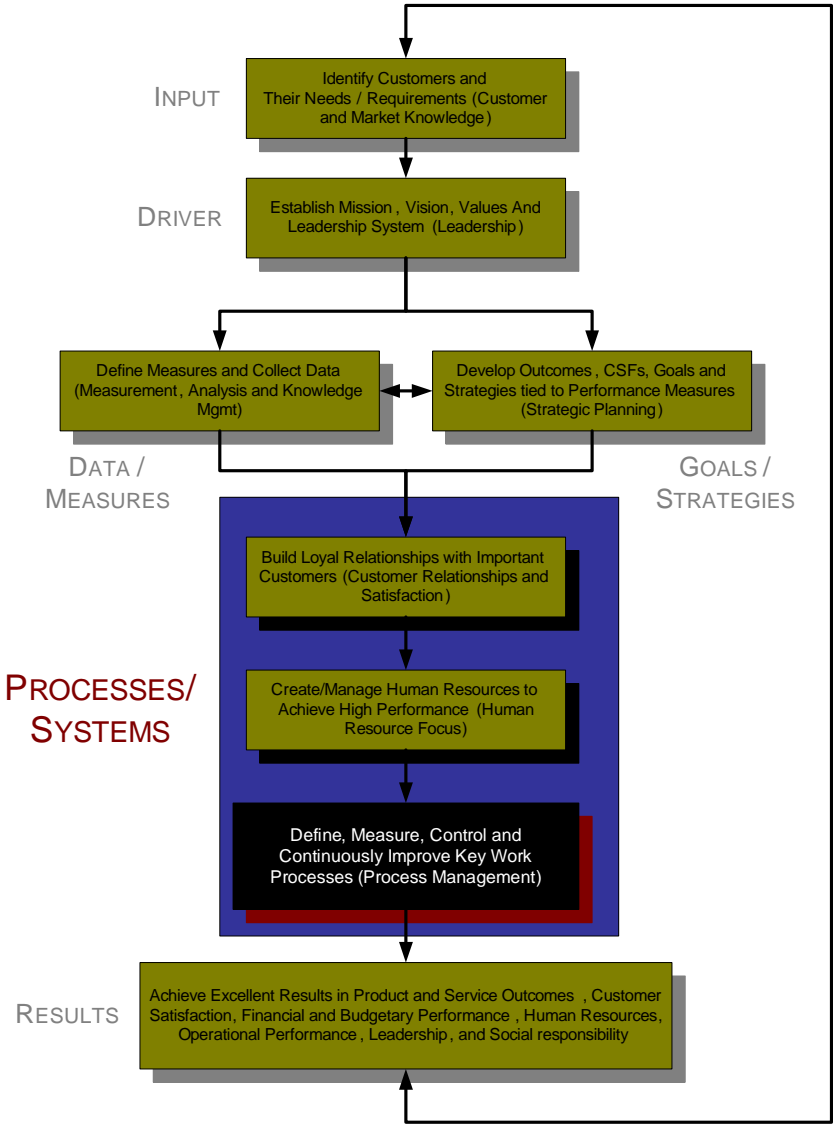 INPUT
Identify Customers and
Their Needs / Requirements (Customer
and Market Knowledge)
DRIVER
Establish Mission , Vision, Values And
Leadership System (Leadership)
Define Measures and Collect Data
(Measurement , Analysis and Knowledge
Mgmt)
Develop Outcomes , CSFs, Goals and
Strategies tied to Performance Measures
(Strategic Planning )
DATA /
MEASURES
GOALS /
STRATEGIES
Build Loyal Relationships with Important
Customers (Customer Relationships and
Satisfaction )
PROCESSES/
SYSTEMS
Create/Manage Human Resources to
Achieve High Performance (Human
Resource Focus)
Define, Measure, Control and
Continuously Improve Key Work
Processes (Process Management)
RESULTS
Achieve Excellent Results in Product and Service Outcomes , Customer
Satisfaction, Financial and Budgetary Performance , Human Resources,
Operational Performance , Leadership , and Social responsibility